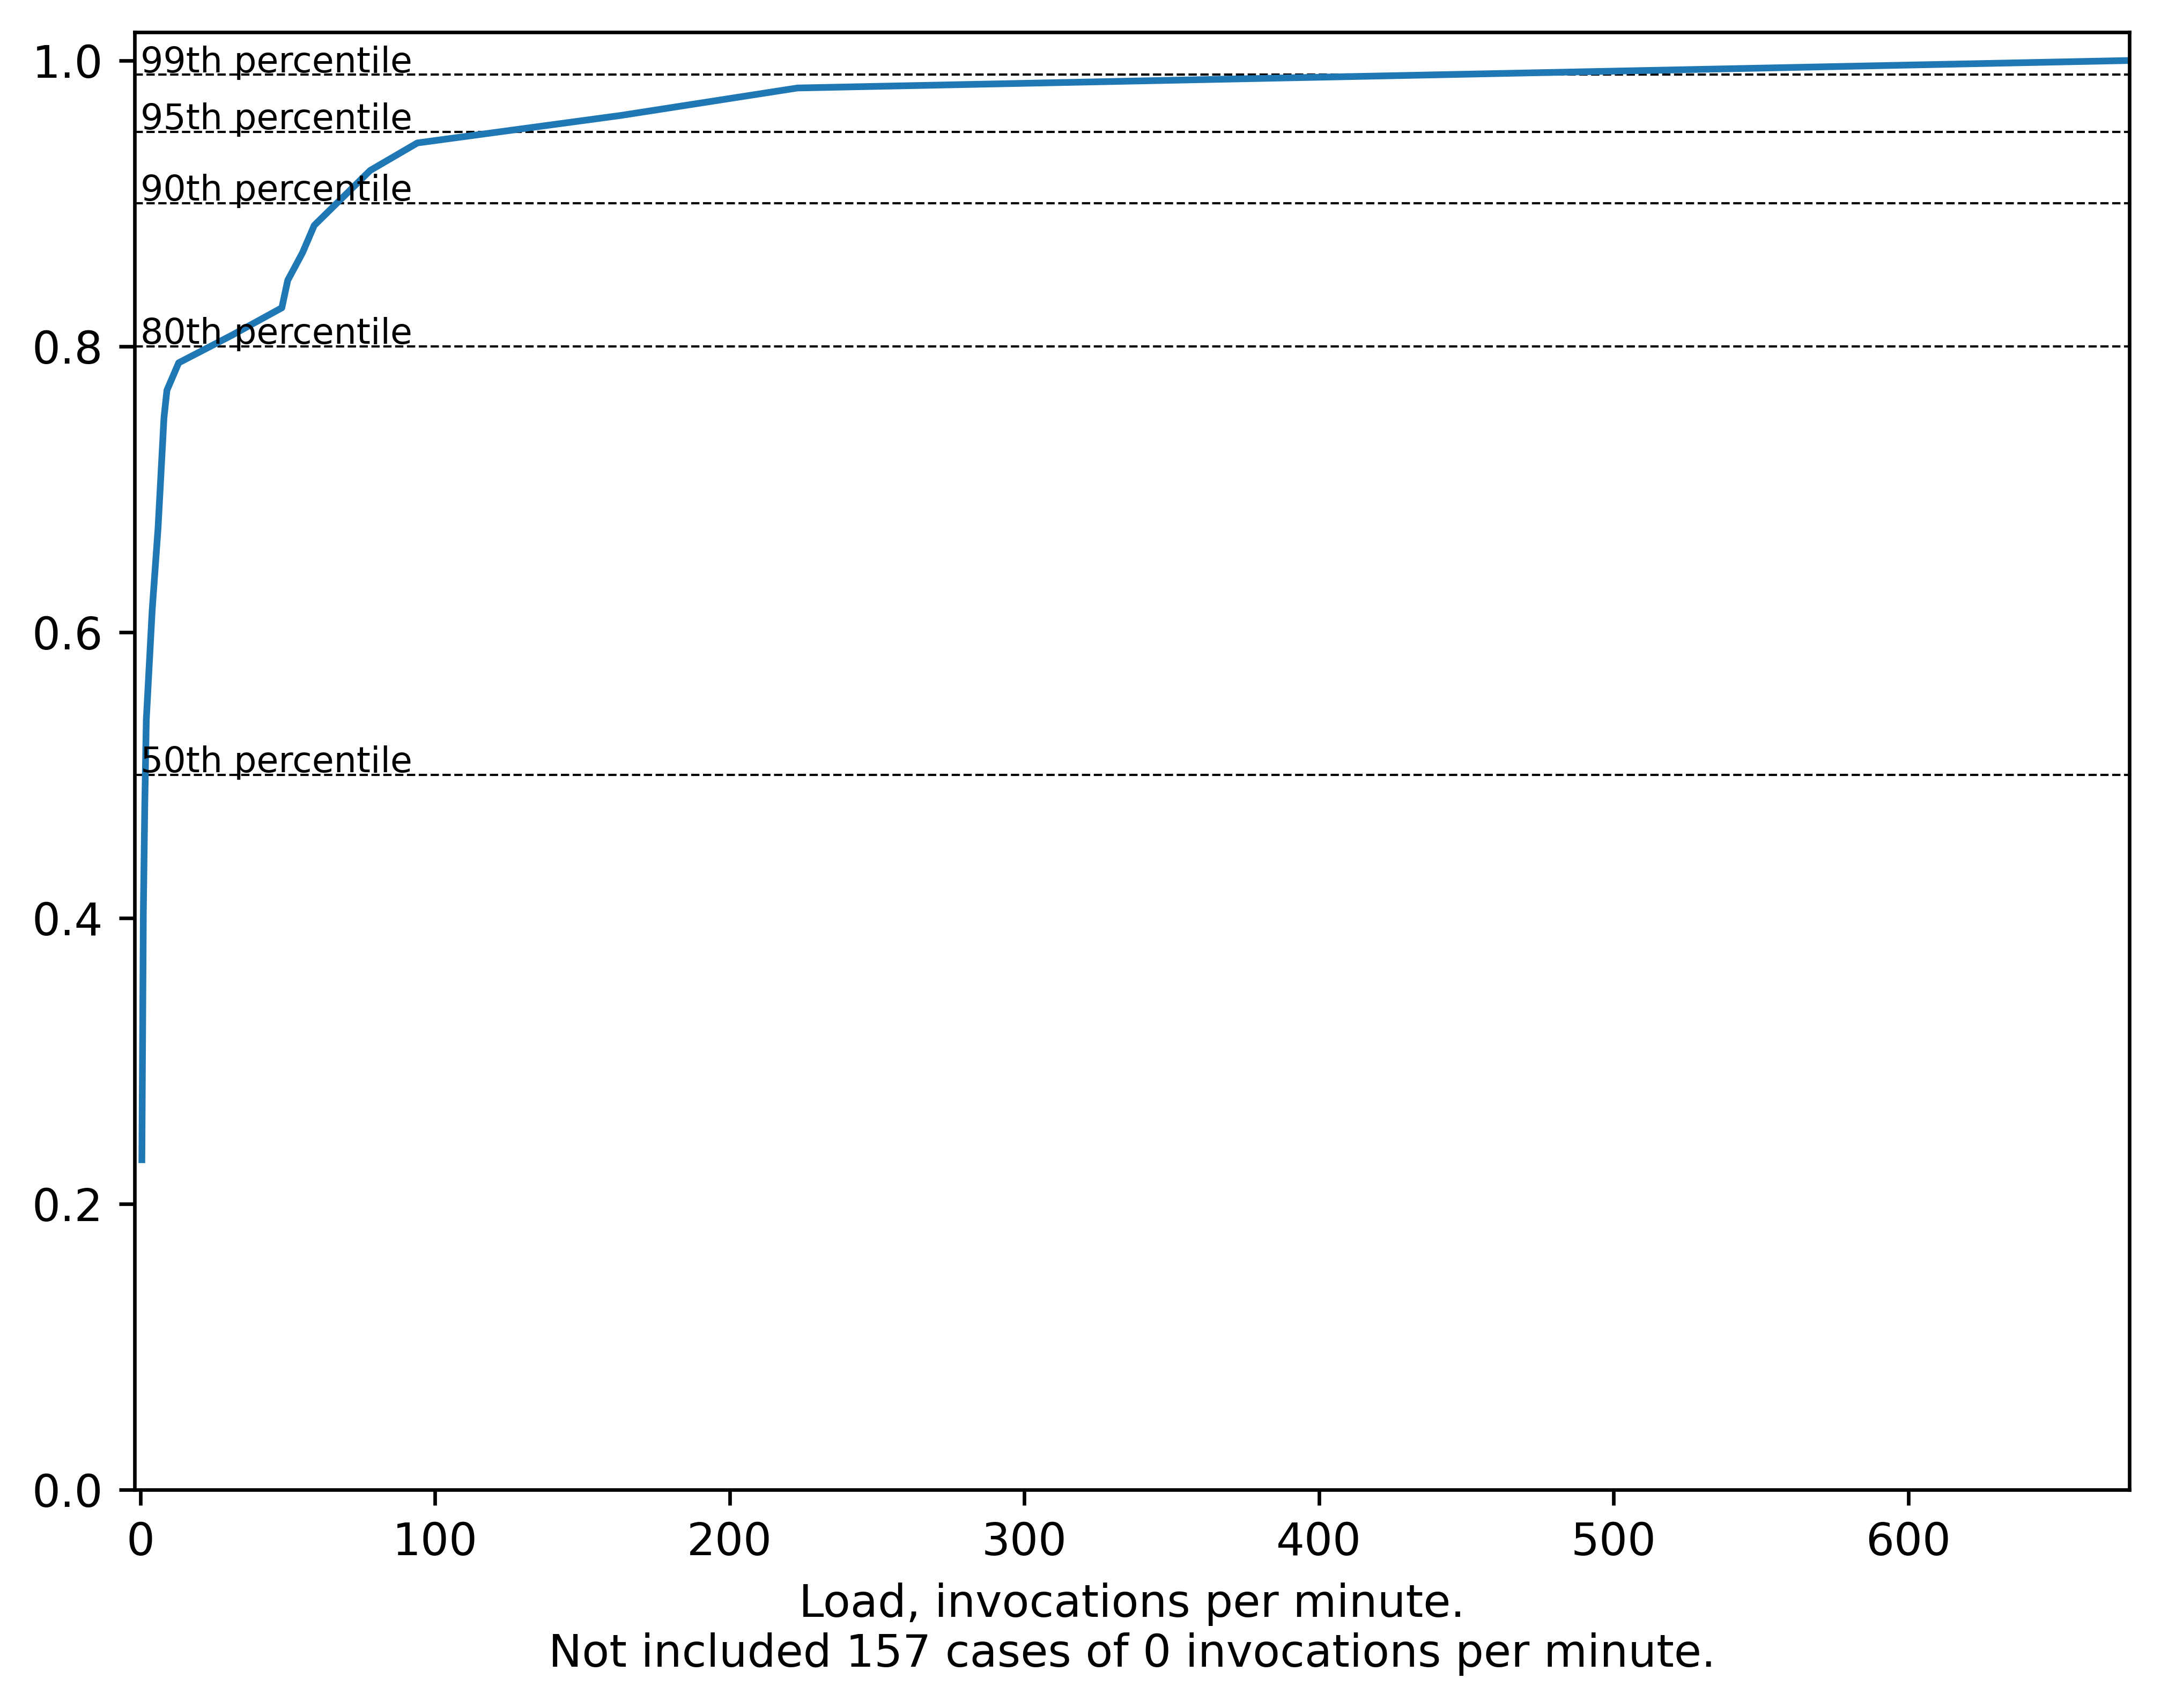 1.0
99th percentile
95th percentile
90th percentile
80th percentile
0.8
0.6
50th percentile
0.4
0.2
0.0
0 100 200 300 400 500 600
Load, invocations per minute.
Not included 157 cases of 0 invocations per minute.